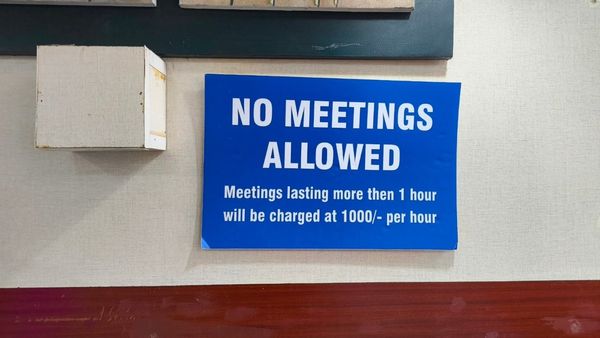 NO MEETINGS
ALLOWED
Meetings lasting more then 1 hour
will be charged at 1000/- per hour